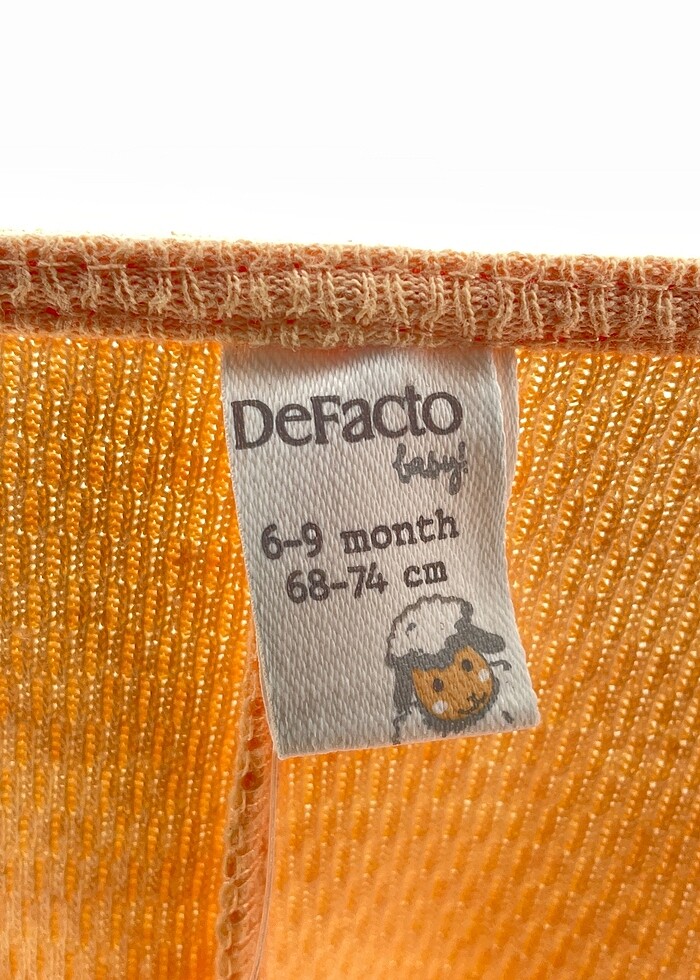 DeFacto
baby!
6-9 month
68-74 cm